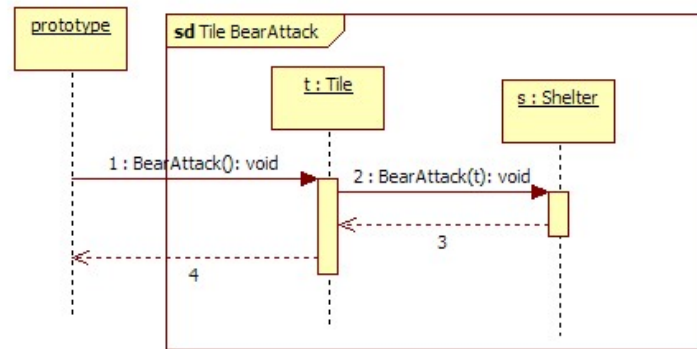 prototype
sd Tile BearAttack
t : Tile
s : Shelter
1 : BearAttack(): void
2 : BearAttack(t): void
3
4